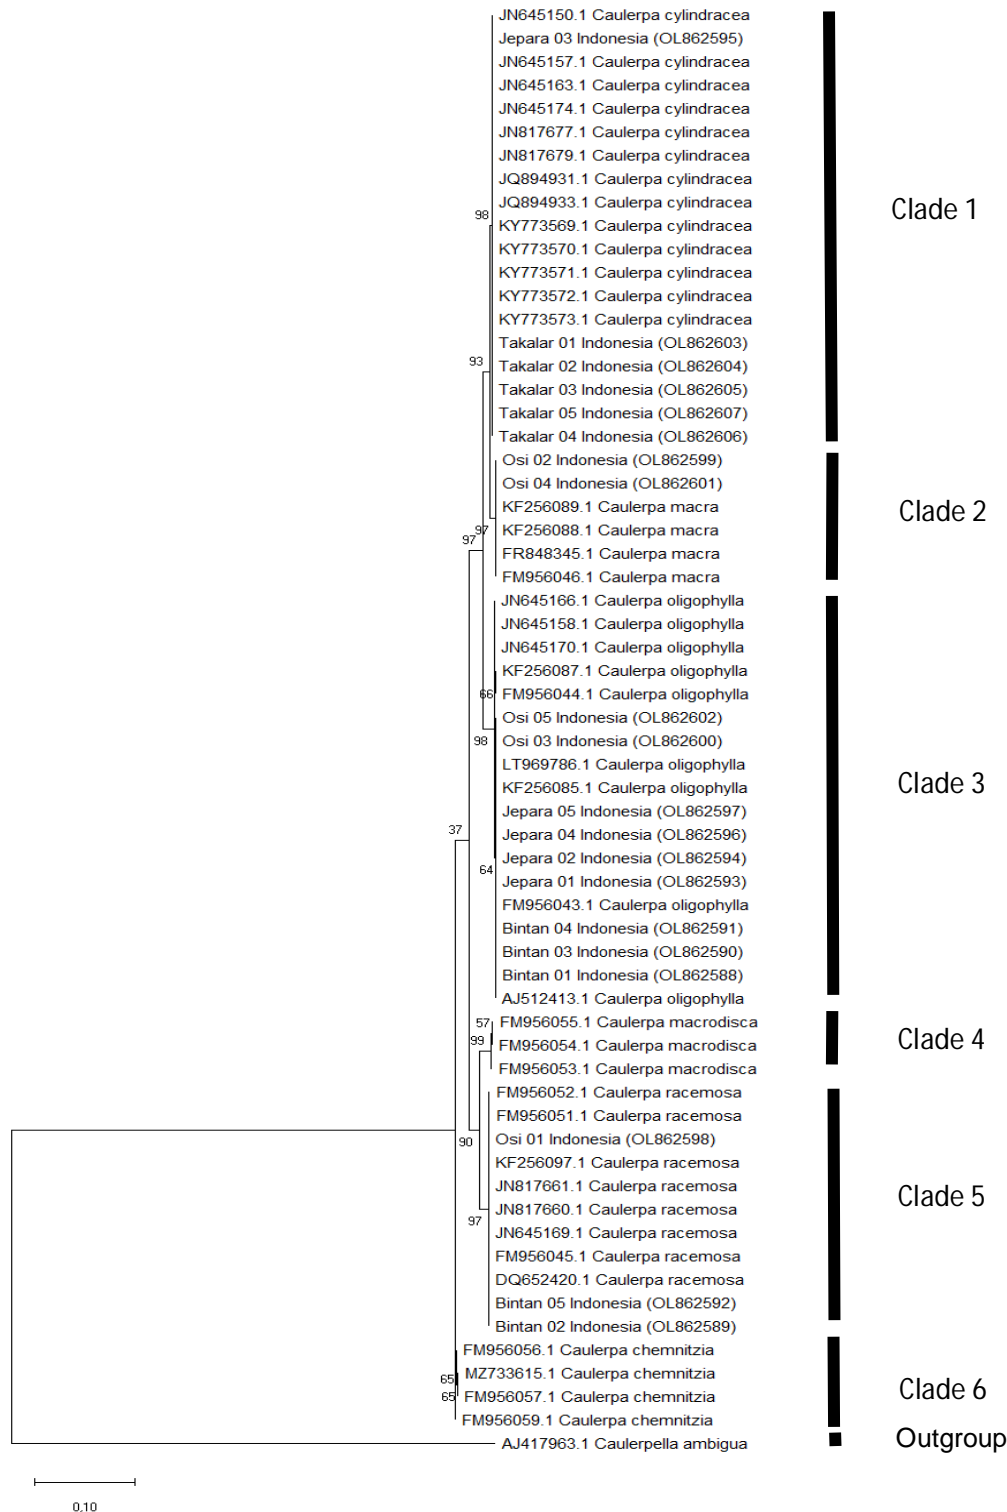 JN645150.1 Caulerpa cylindracea
Jepara 03 Indonesia (OL862595)
JN645157.1 Caulerpa cylindracea
JN645163.1 Caulerpa cylindracea
JN645174.1 Caulerpa cylindracea
JN817677.1 Caulerpa cylindracea
JN817679.1 Caulerpa cylindracea
JQ894931.1 Caulerpa cylindracea
JQ894933.1 Caulerpa cylindracea
98
Clade 1
KY773569.1 Caulerpa cylindracea
KY773570.1 Caulerpa cylindracea
KY773571.1 Caulerpa cylindracea
KY773572.1 Caulerpa cylindracea
KY773573.1 Caulerpa cylindracea
Takalar 01 Indonesia (OL862603)
93
Takalar 02 Indonesia (OL862604)
Takalar 03 Indonesia (OL862605)
Takalar 05 Indonesia (OL862607)
Takalar 04 Indonesia (OL862606)
Osi 02 Indonesia (OL862599)
Osi 04 Indonesia (OL862601)
KF256089.1 Caulerpa macra
Clade 2
97
KF256088.1 Caulerpa macra
97
FR848345.1 Caulerpa macra
FM956046.1 Caulerpa macra
JN645166.1 Caulerpa oligophylla
JN645158.1 Caulerpa oligophylla
JN645170.1 Caulerpa oligophylla
KF256087.1 Caulerpa oligophylla
66
FM956044.1 Caulerpa oligophylla
Osi 05 Indonesia (OL862602)
98
Osi 03 Indonesia (OL862600)
LT969786.1 Caulerpa oligophylla
Clade 3
KF256085.1 Caulerpa oligophylla
Jepara 05 Indonesia (OL862597)
37
Jepara 04 Indonesia (OL862596)
Jepara 02 Indonesia (OL862594)
64
Jepara 01 Indonesia (OL862593)
FM956043.1 Caulerpa oligophylla
Bintan 04 Indonesia (OL862591)
Bintan 03 Indonesia (OL862590)
Bintan 01 Indonesia (OL862588)
AJ512413.1 Caulerpa oligophylla
57
FM956055.1 Caulerpa macrodisca
99
FM956054.1 Caulerpa macrodisca
Clade 4
FM956053.1 Caulerpa macrodisca
FM956052.1 Caulerpa racemosa
FM956051.1 Caulerpa racemosa
90
Osi 01 Indonesia (OL862598)
KF256097.1 Caulerpa racemosa
JN817661.1 Caulerpa racemosa
Clade 5
JN817660.1 Caulerpa racemosa
97
JN645169.1 Caulerpa racemosa
FM956045.1 Caulerpa racemosa
DQ652420.1 Caulerpa racemosa
Bintan 05 Indonesia (OL862592)
Bintan 02 Indonesia (OL862589)
FM956056.1 Caulerpa chemnitzia
65
MZ733615.1 Caulerpa chemnitzia
Clade 6
65
FM956057.1 Caulerpa chemnitzia
FM956059.1 Caulerpa chemnitzia
AJ417963.1 Caulerpella ambigua
Outgroup
0,10